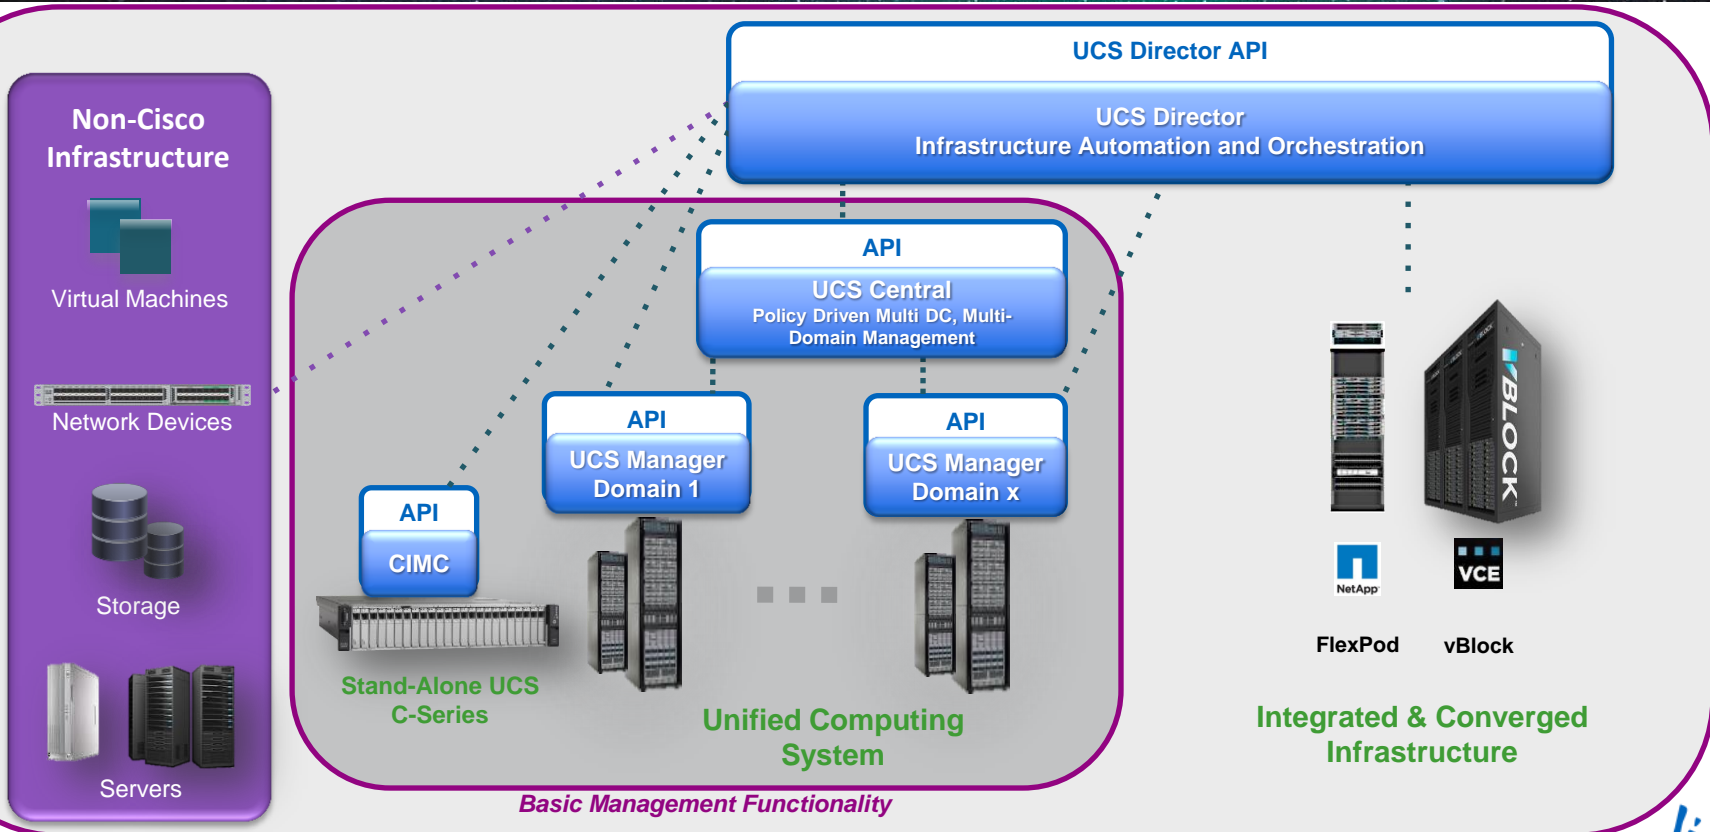 UCS Director API
UCS Director
Infrastructure Automation and Orchestration
Non-Cisco
Infrastructure
Virtual Machines
Network Devices
Storage
Servers
API
UCS Central
Policy Driven Multi DC, Multi-
Domain Management
API
UCS Manager
Domain 1
API
UCS Manager
Domain x
API
CIMC
Stand-Alone UCS
C-Series
Unified Computing
System
Basic Management Functionality
VBLOCK
NetApp
VCE
FlexPod
vBlock
Integrated & Converged
Infrastructure